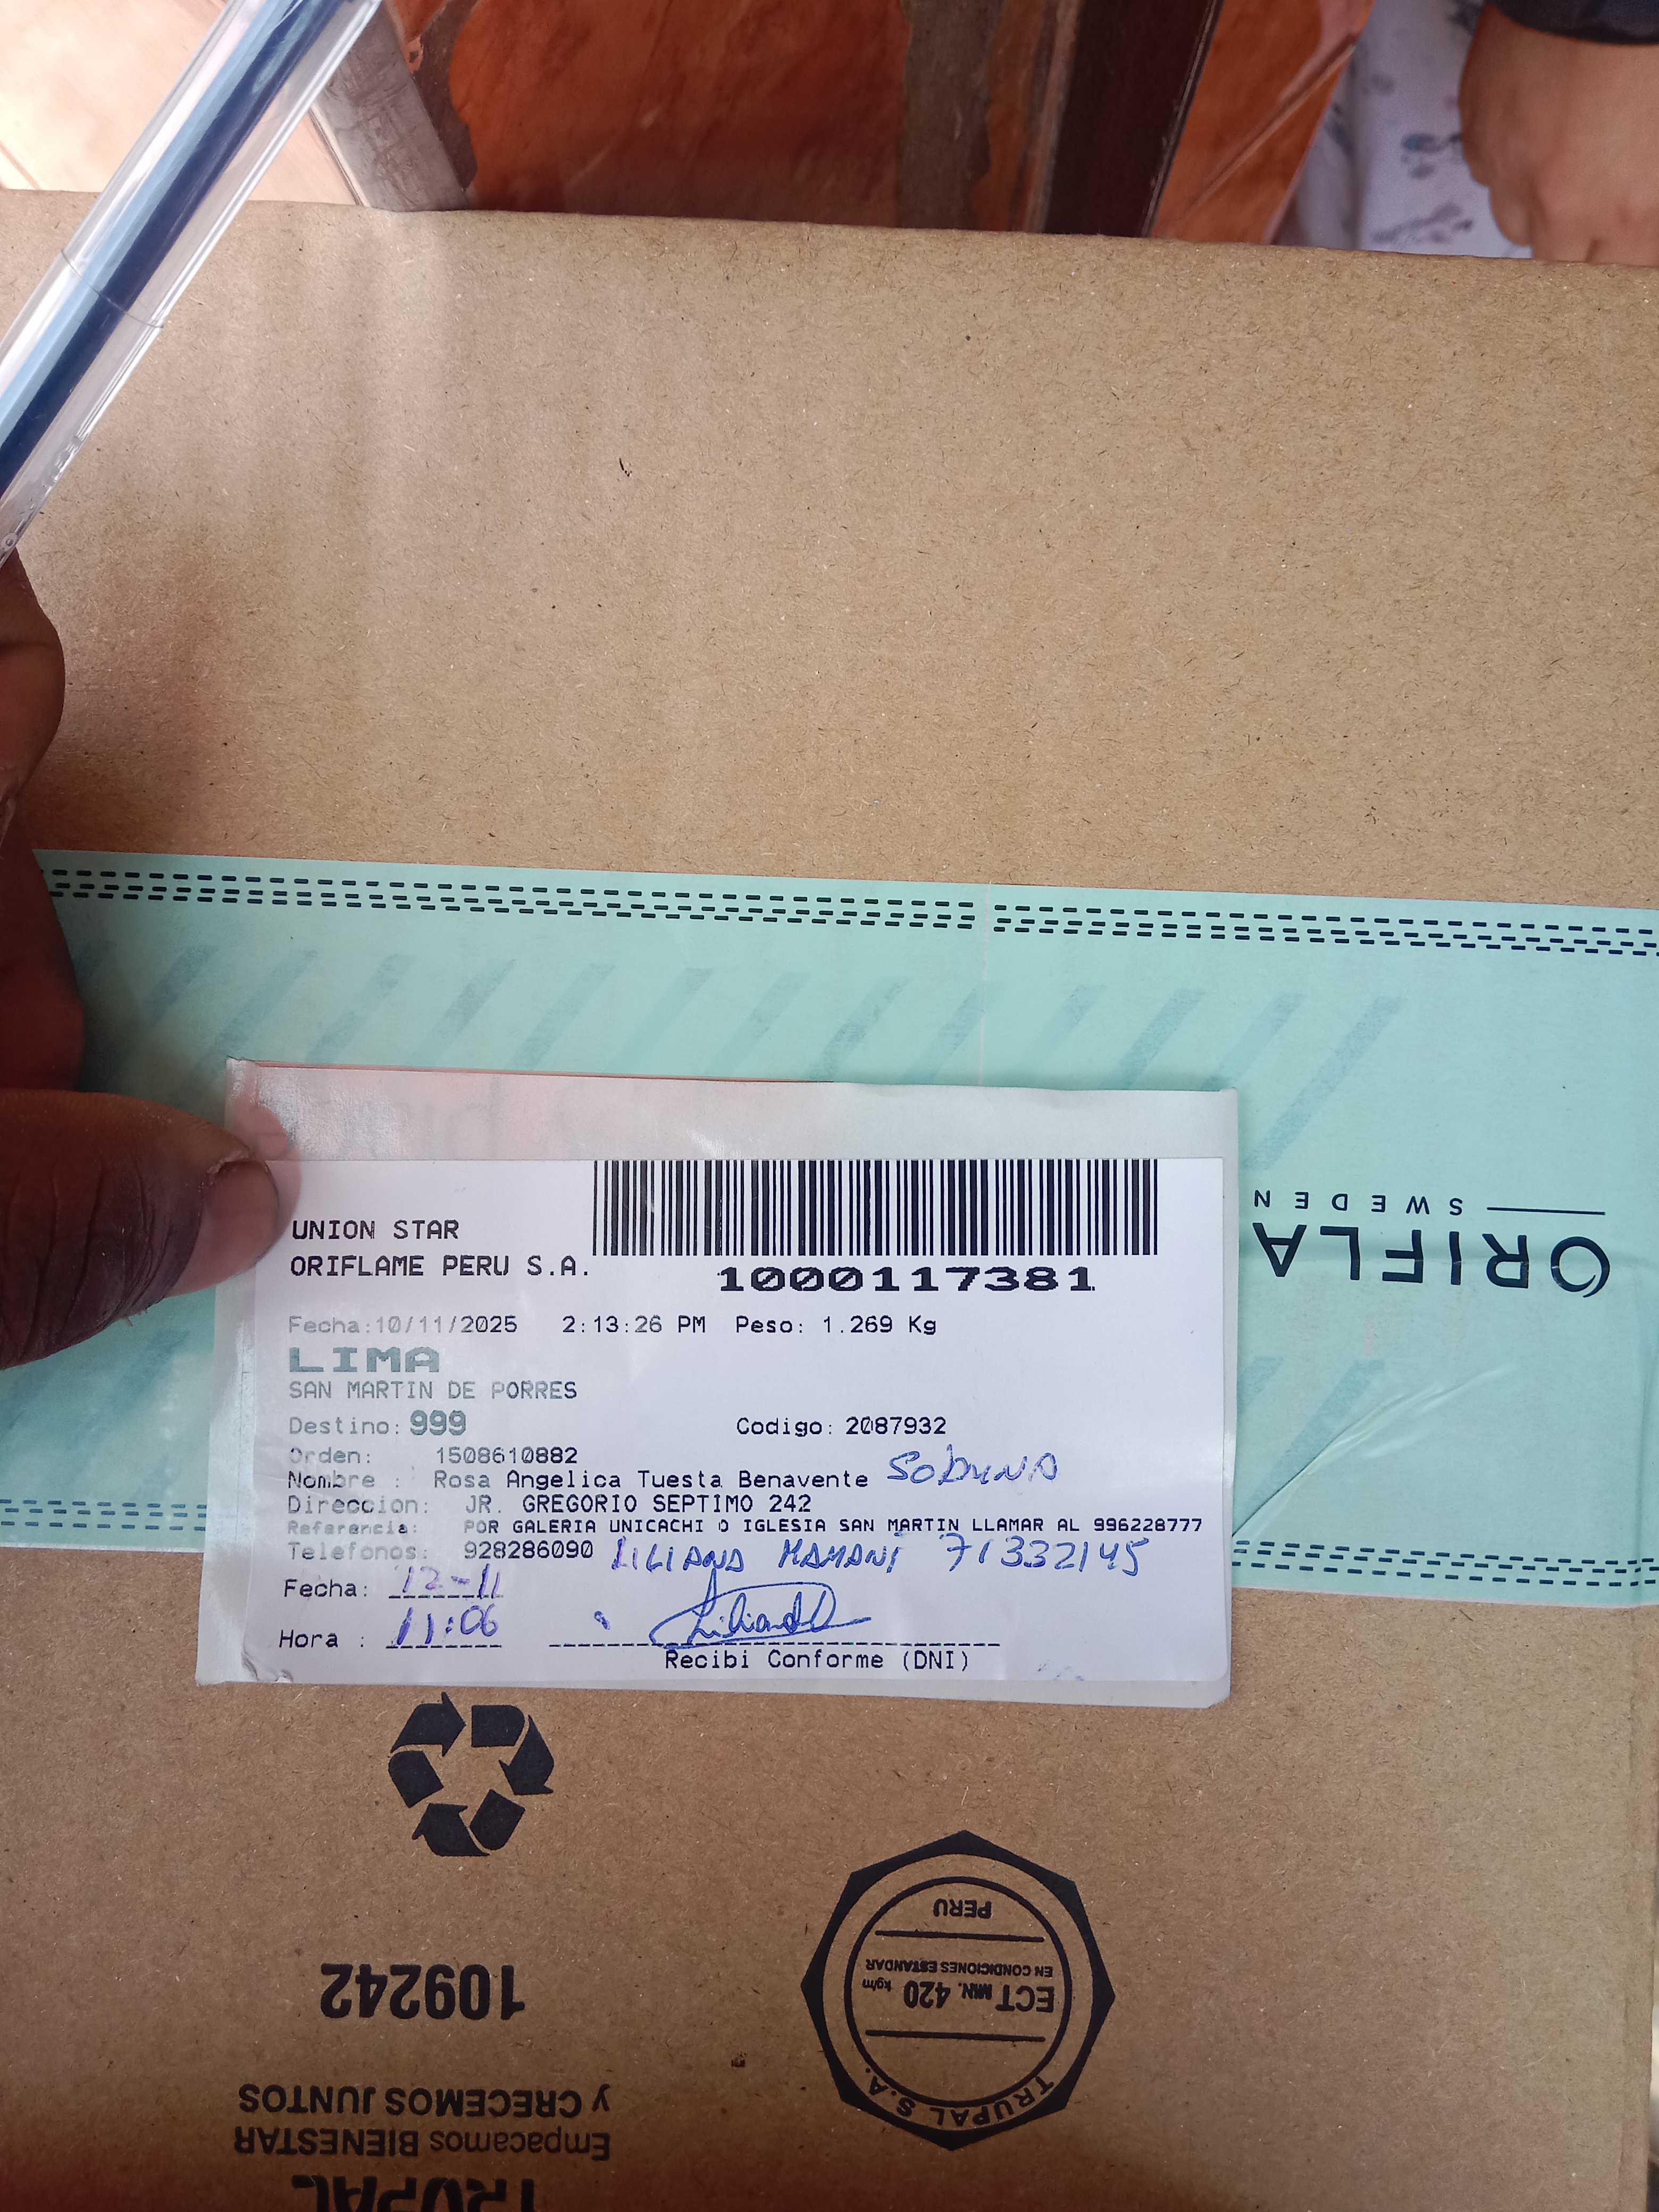 UNION STAR
ORIFLAME PERU S.A.
1000117381
Fecha:10/11/2025 2:13:26 PM Peso: 1.269 Kg
LIMA
SAN MARTIN DE PORRES
Destino: 999 Codigo: 2087932
Orden: 1508610882
Nombre : Rosa Angelica Tuesta Benavente SOBRINA
Direccion: JR. GREGORIO SEPTIMO 242
Referencia: POR GALERIA UNICACHI O IGLESIA SAN MARTIN LLAMAR AL 996228777
Telefonos: 928286090 LILIANA MAMANI 71332145
Fecha: 12-11
Hora : 11:06
Recibi Conforme (DNI)
ORIFLA
SWEDEN
TRUPAL
Empacamos BIENESTAR
y CRECEMOS JUNTOS
109242
TRUPAL S.A.
ECT MIN. 420 kg/m
EN CONDICIONES ESTANDAR
PERU